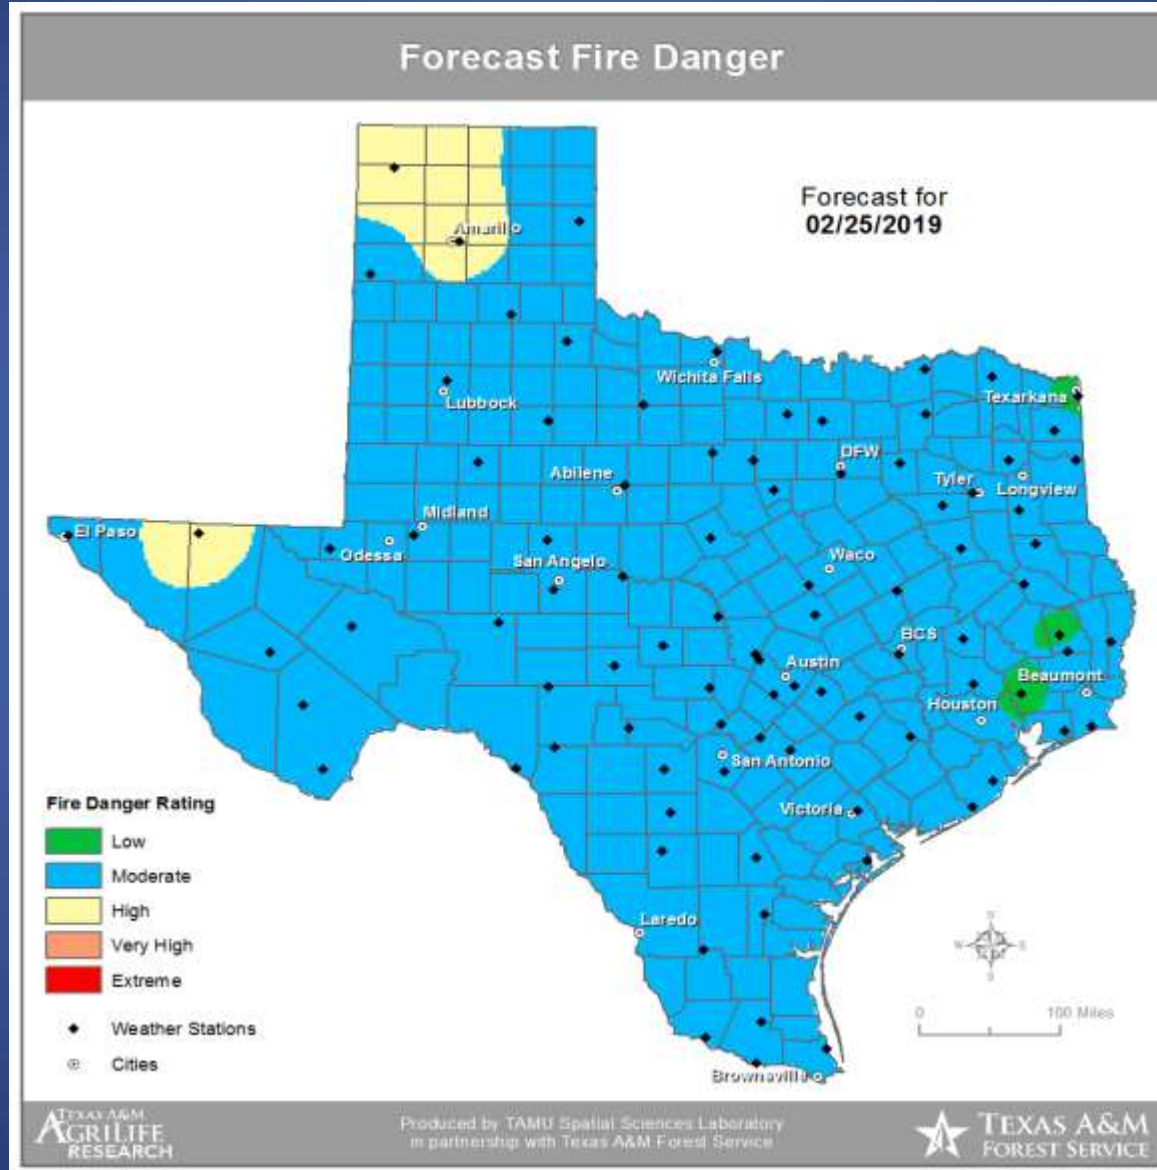 Forecast Fire Danger
Forecast for
02/25/2019
Amarillo
Wichita Falls
Texarkana
Lubbock
DFW
Abilene
Tyler
Longview
Midland
El Paso
Odessa
San Angelo
Waco
BCS
Austin
Beaumont
Houston
San Antonio
Victoria
Laredo
Brownsville
Fire Danger Rating
Low
Moderate
High
Very High
Extreme
Weather Stations
Cities
0 100 Miles
TEXAS A&M
AGRILIFE
RESEARCH
Produced by TAMU Spatial Sciences Laboratory
in partnership with Texas A&M Forest Service
TEXAS A&M
FOREST SERVICE